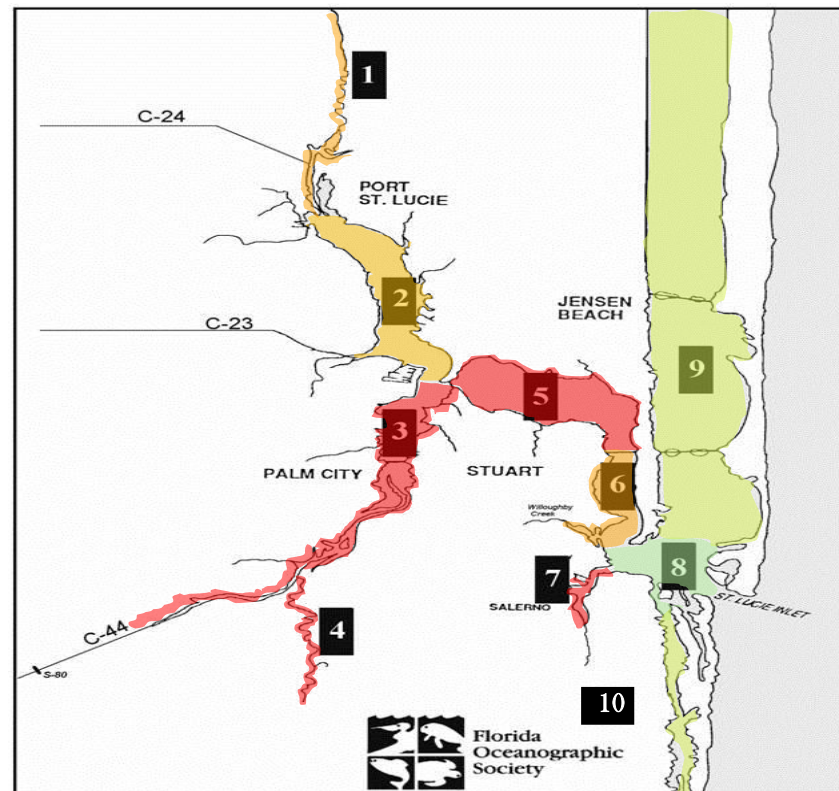 1
C-24
PORT
ST. LUCIE
2
JENSEN
BEACH
C-23
9
5
3
PALM CITY
STUART
6
Willoughby
Creek
7
8
SALERNO
ST. LUCIE INLET
C-44
4
S-80
10
Florida
Oceanographic
Society